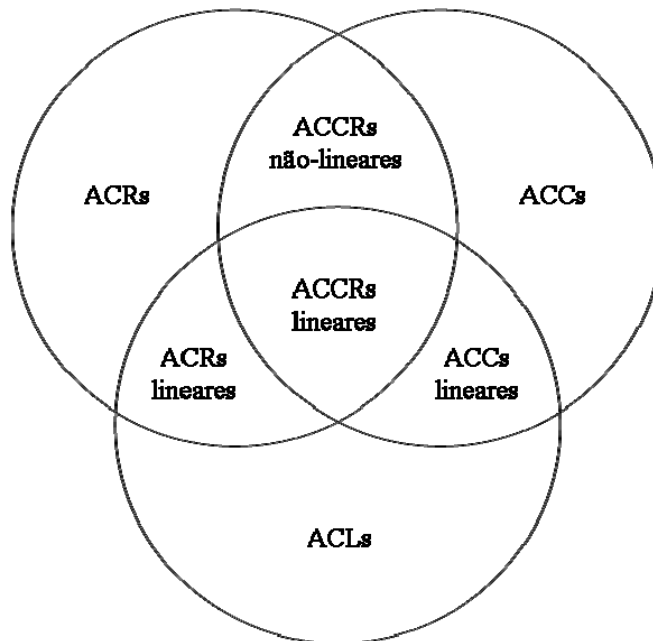 ACCRs
não-lineares
ACRs
ACCs
ACCRs
lineares
ACRs
lineares
ACCs
lineares
ACLs